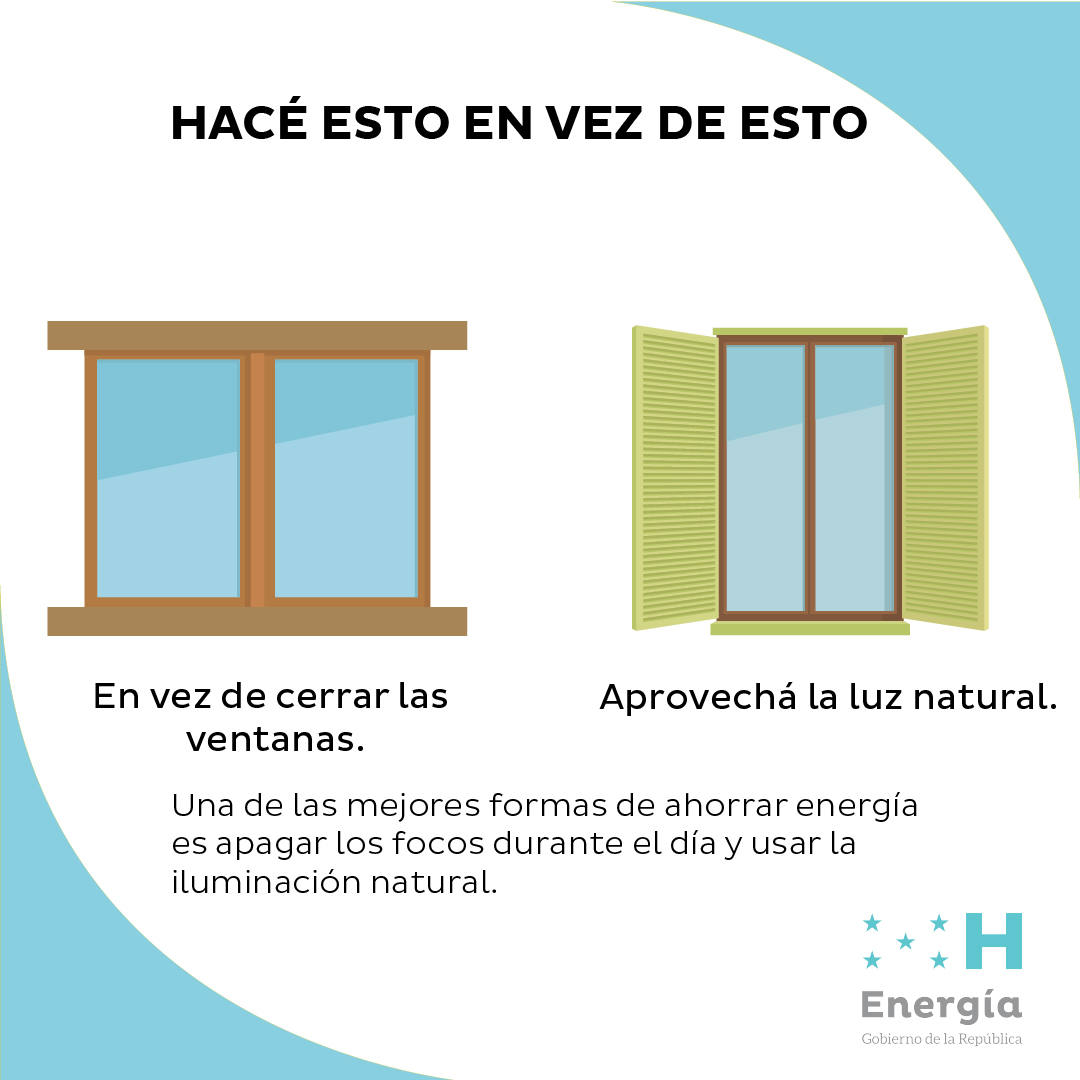 HACÉ ESTO EN VEZ DE ESTO
En vez de cerrar las
ventanas.
Aprovechá la luz natural.
Una de las mejores formas de ahorrar energía
es apagar los focos durante el día y usar la
iluminación natural.
H
Energía
Gobierno de la República